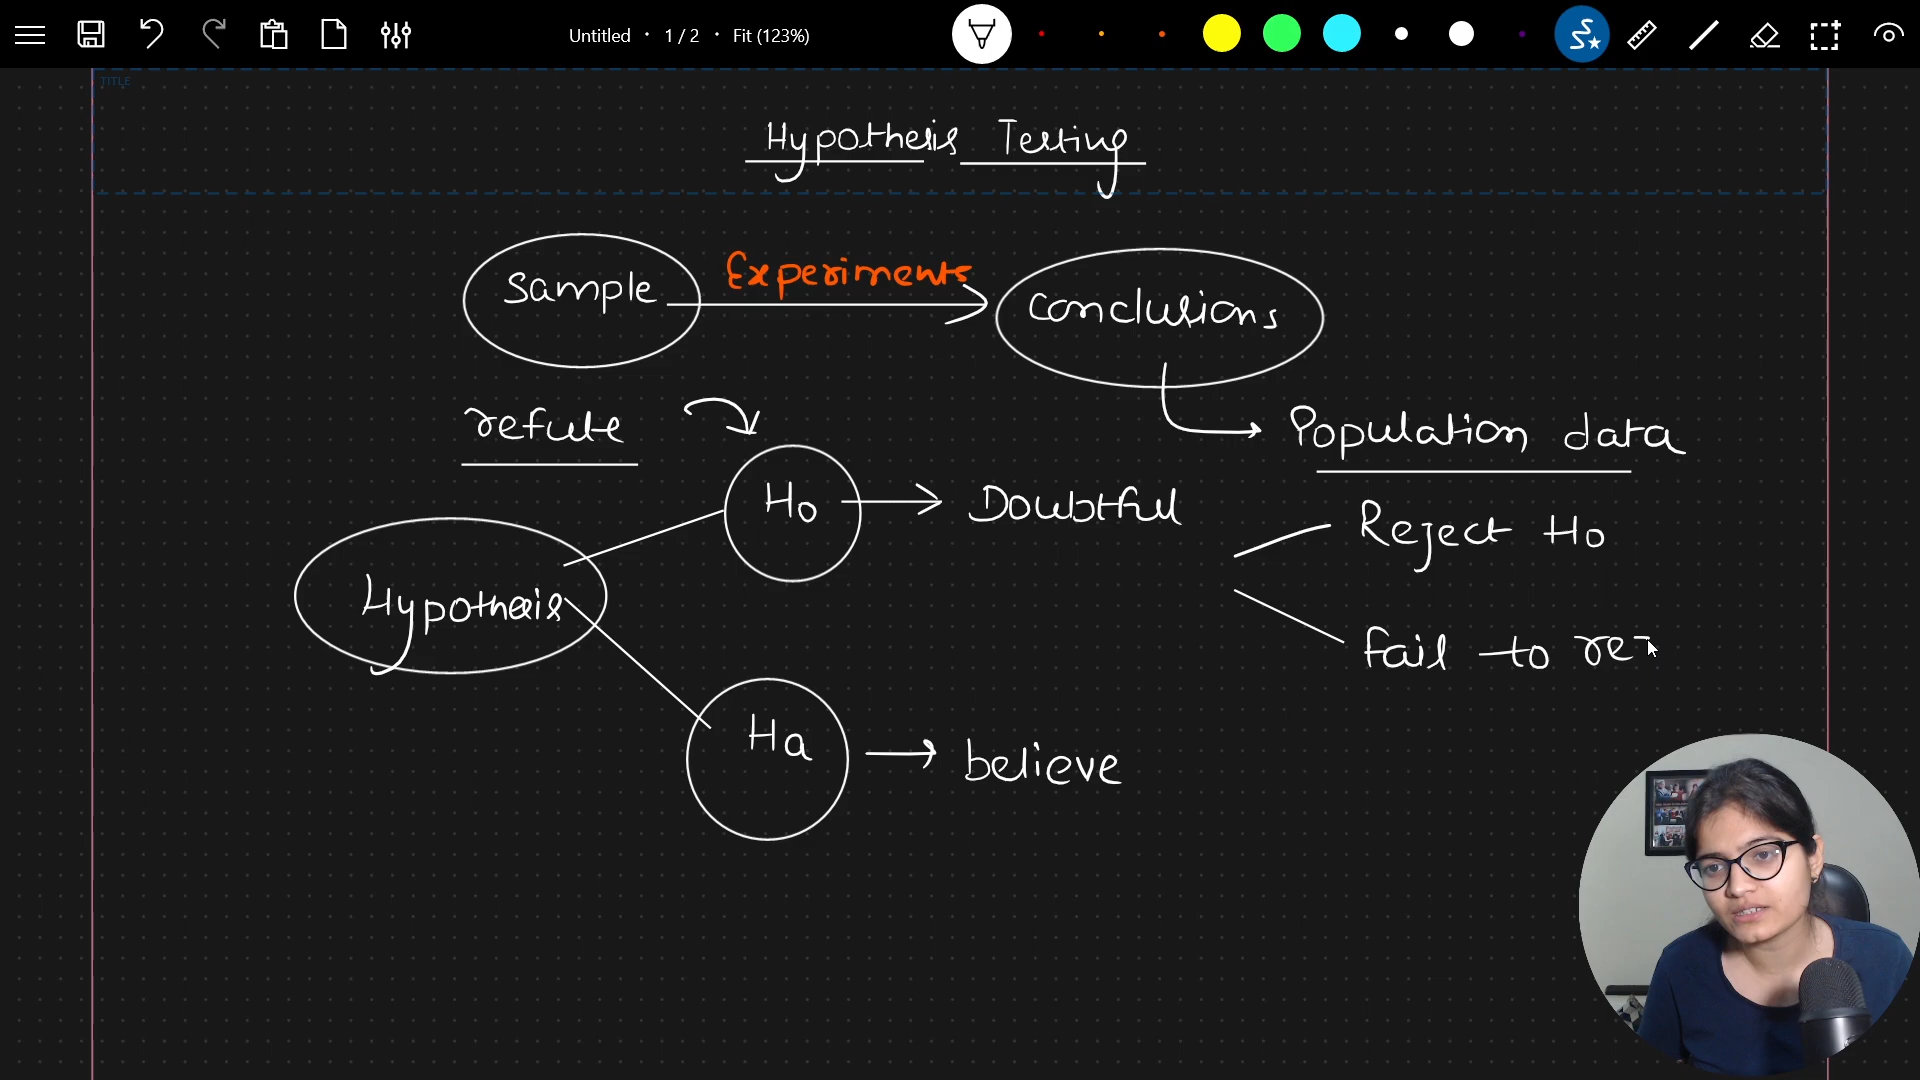 Untitled • 1 / 2 • Fit (123%)
TITLE
Hypothesis Testing
Sample
Experiments
Conclusions
refute
Population data
Ho
Doubtful
Reject Ho
Hypothesis
fail to re
Ha
believe